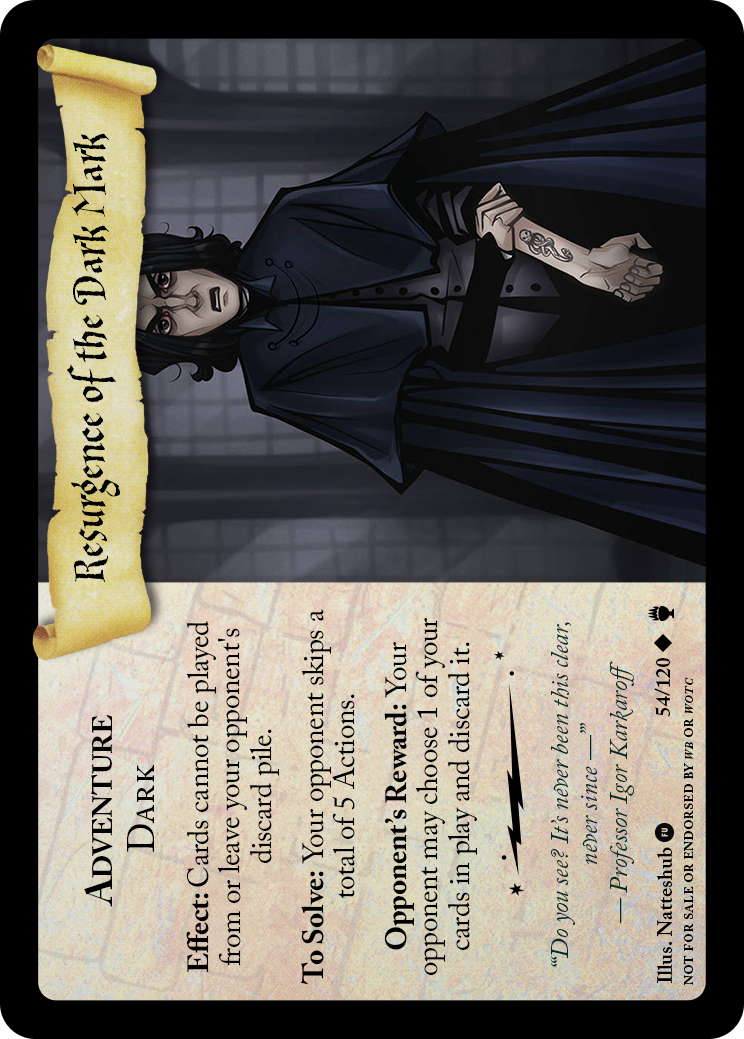 Resurgence of the Dark Mark
ADVENTURE
DARK
Effect: Cards cannot be played
from or leave your opponent's
discard pile.
To Solve: Your opponent skips a
total of 5 Actions.
Opponent's Reward: Your
opponent may choose 1 of your
cards in play and discard it.
“‘Do you see? It's never been this clear,
never since —’”
—Professor Igor Karkaroff
Illus. Natteshub FU 54/120
NOT FOR SALE OR ENDORSED BY WB OR WOTC